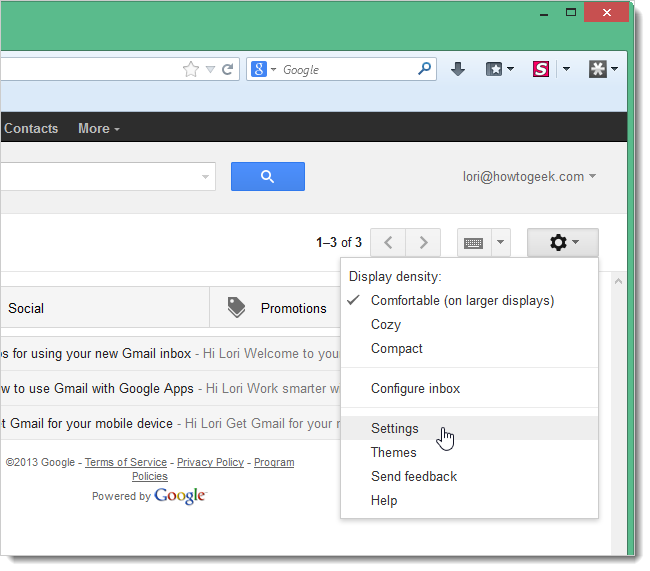 Google
Contacts More
lori@howtogeek.com
1–3 of 3
Display density:
Social Promotions
Comfortable (on larger displays)
Cozy
Compact
for using your new Gmail inbox - Hi Lori Welcome to your
to use Gmail with Google Apps - Hi Lori Work smarter
Gmail for your mobile device - Hi Lori Get Gmail for your
Configure inbox
Settings
Themes
Send feedback
Help
©2013 Google - Terms of Service - Privacy Policy - Program
Policies
Powered by Google™